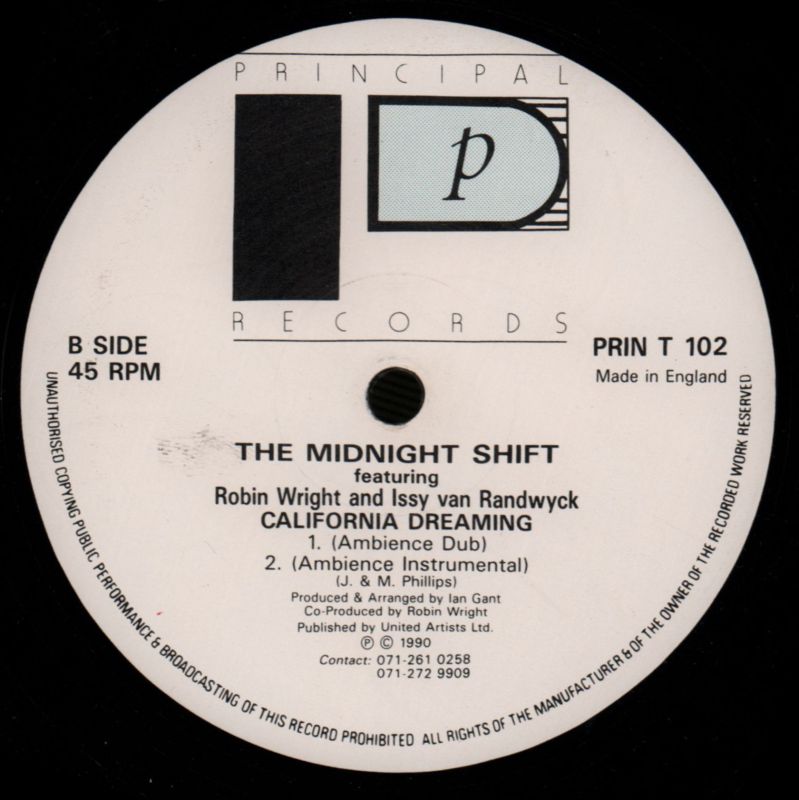 PRINCIPAL
p
RECORDS
B SIDE
45 RPM
PRIN T 102
Made in England
THE MIDNIGHT SHIFT
featuring
Robin Wright and Issy van Randwyck
CALIFORNIA DREAMING
1. (Ambience Dub)
2. (Ambience Instrumental)
(J. & M. Phillips)
Produced & Arranged by Ian Gant
Co-Produced by Robin Wright
Published by United Artists Ltd.
℗ © 1990
Contact: 071-261 0258
071-272 9909
UNAUTHORISED COPYING PUBLIC PERFORMANCE & BROADCASTING OF THIS RECORD PROHIBITED ALL RIGHTS OF THE MANUFACTURER & OF THE OWNER OF THE RECORDED WORK RESERVED